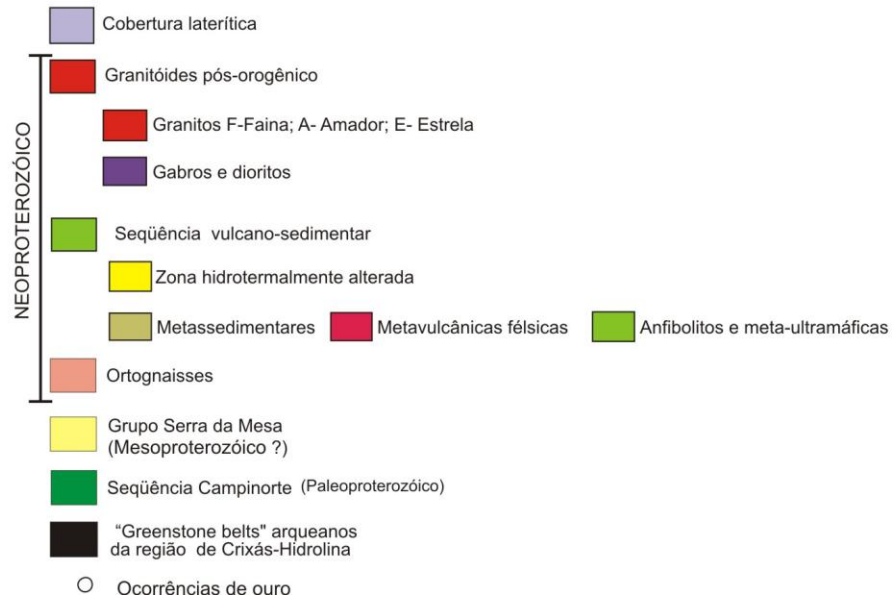 Cobertura laterítica
NEOPROTEROZÓICO
Granitóides pós-orogênico
Granitos F-Faina; A- Amador; E- Estrela
Gabros e dioritos
Seqüência vulcano-sedimentar
Zona hidrotermalmente alterada
Metassedimentares Metavulcânicas félsicas Anfibolitos e meta-ultramáficas
Ortognaisses
Grupo Serra da Mesa
(Mesoproterozóico ?)
Seqüência Campinorte (Paleoproterozóico)
“Greenstone belts" arqueanos
da região de Crixás-Hidrolina
Ocorrências de ouro